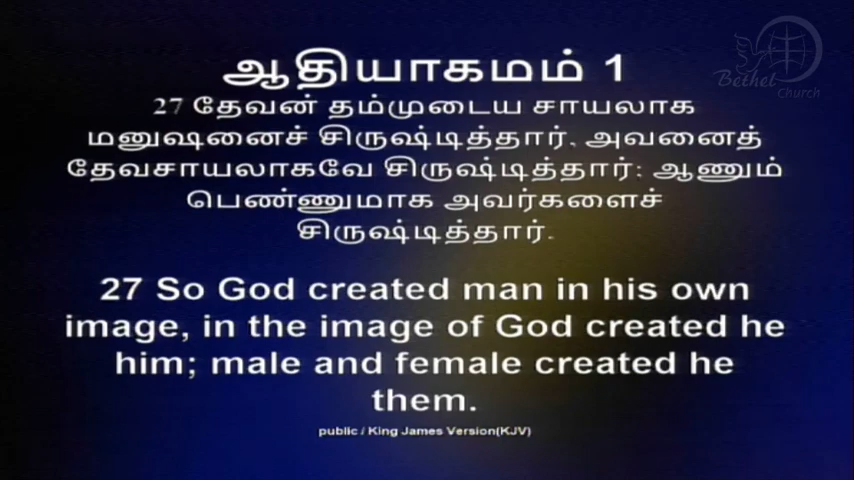 ஆதியாகமம் 1
27 தேவன் தம்முடைய சாயலாக
மனுஷனைச் சிருஷ்டித்தார், அவனைத்
தேவசாயலாகவே சிருஷ்டித்தார்; ஆணும்
பெண்ணுமாக அவர்களைச்
சிருஷ்டித்தார்.
27 So God created man in his own
image, in the image of God created he
him; male and female created he
them.
public / King James Version(KJV)
Bethel
Church